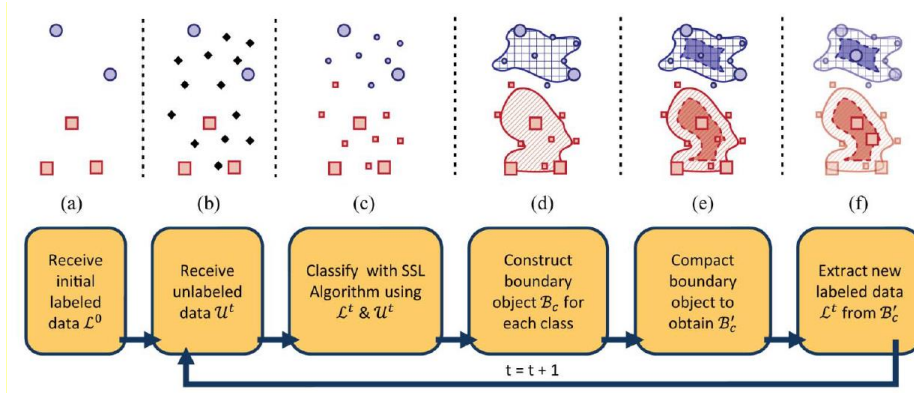 (a)
(b)
(c)
(d)
(e)
(f)
Receive
initial
labeled
data ℒ⁰
Receive
unlabeled
data 𝒰ᵗ
Classify with SSL
Algorithm using
ℒᵗ & 𝒰ᵗ
Construct
boundary
object ℬ_c for
each class
Compact
boundary
object to
obtain ℬ′_c
Extract new
labeled data
ℒᵗ from ℬ′_c
t = t + 1